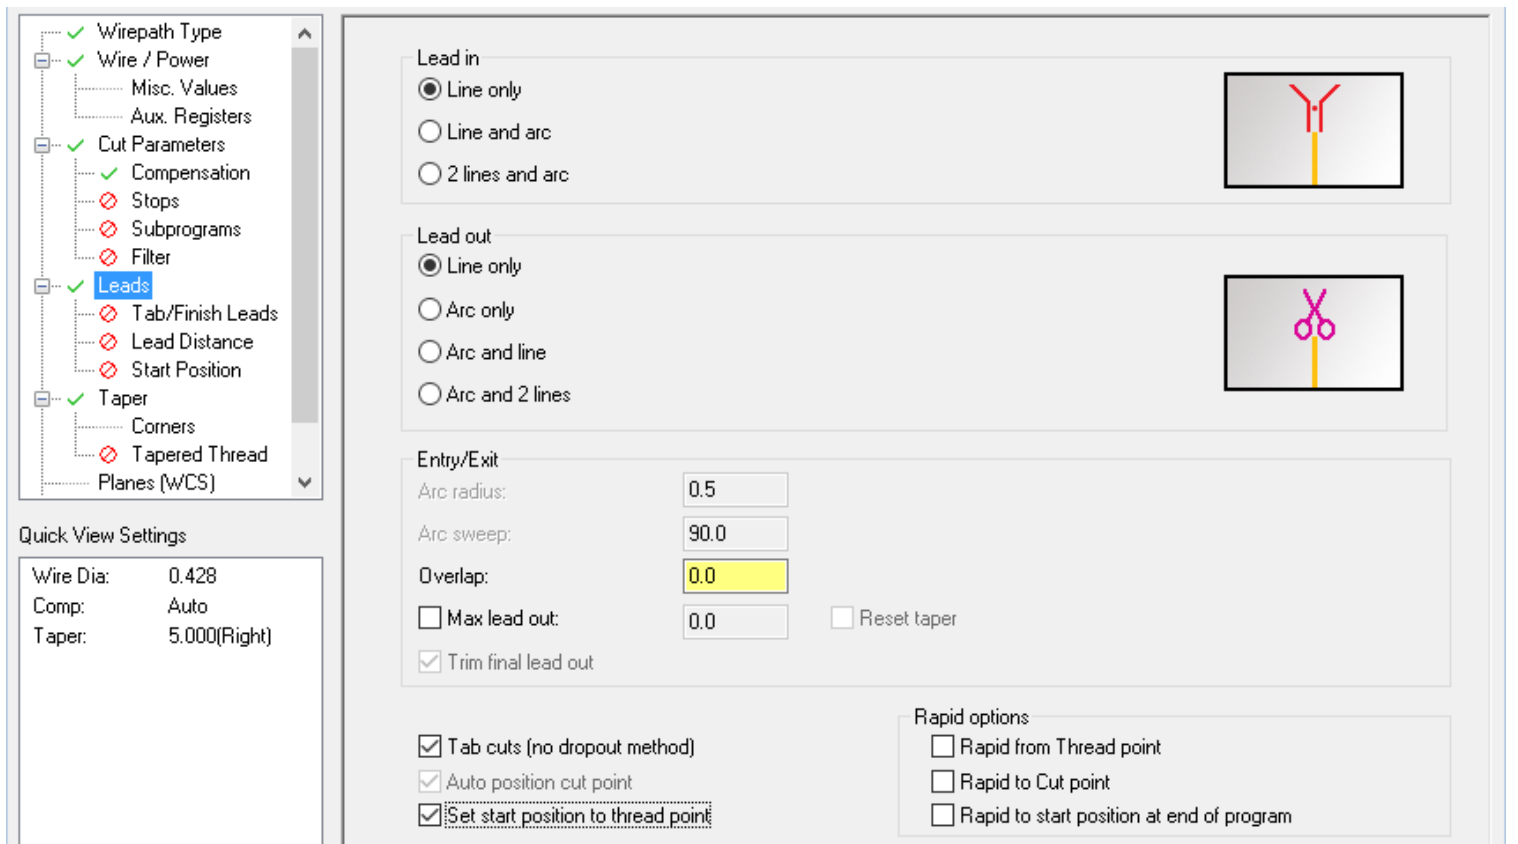 Wirepath Type
Wire / Power
Misc. Values
Aux. Registers
Cut Parameters
Compensation
Stops
Subprograms
Filter
Leads
Tab/Finish Leads
Lead Distance
Start Position
Taper
Corners
Tapered Thread
Planes (WCS)
Quick View Settings
Wire Dia: 0.428
Comp: Auto
Taper: 5.000(Right)
Lead in
Line only
Line and arc
2 lines and arc
Lead out
Line only
Arc only
Arc and line
Arc and 2 lines
Entry/Exit
Arc radius: 0.5
Arc sweep: 90.0
Overlap: 0.0
Max lead out: 0.0 Reset taper
Trim final lead out
Tab cuts (no dropout method)
Auto position cut point
Set start position to thread point
Rapid options
Rapid from Thread point
Rapid to Cut point
Rapid to start position at end of program